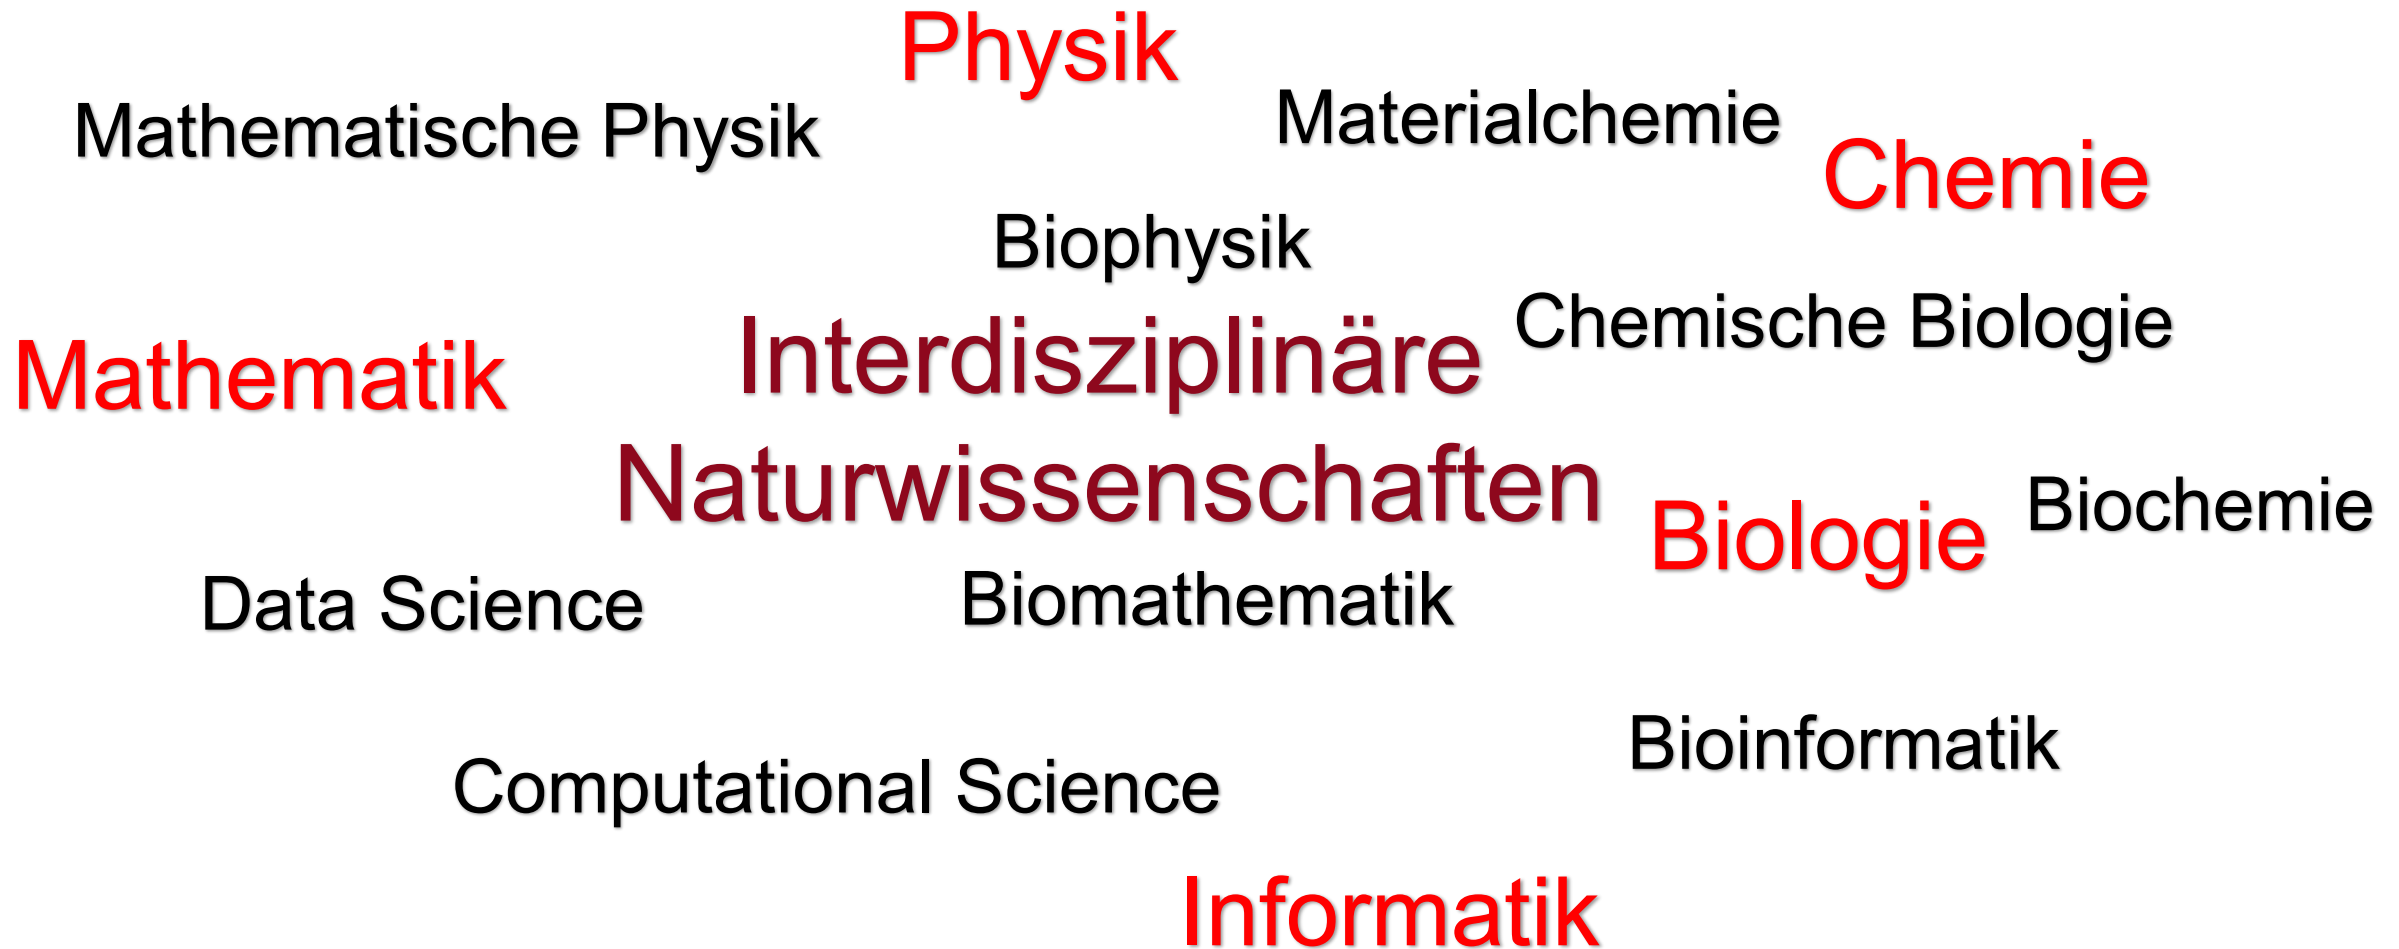 Physik
Materialchemie
Mathematische Physik
Chemie
Biophysik
Chemische Biologie
Interdisziplinäre
Mathematik
Naturwissenschaften
Biochemie
Biologie
Data Science
Biomathematik
Bioinformatik
Computational Science
Informatik